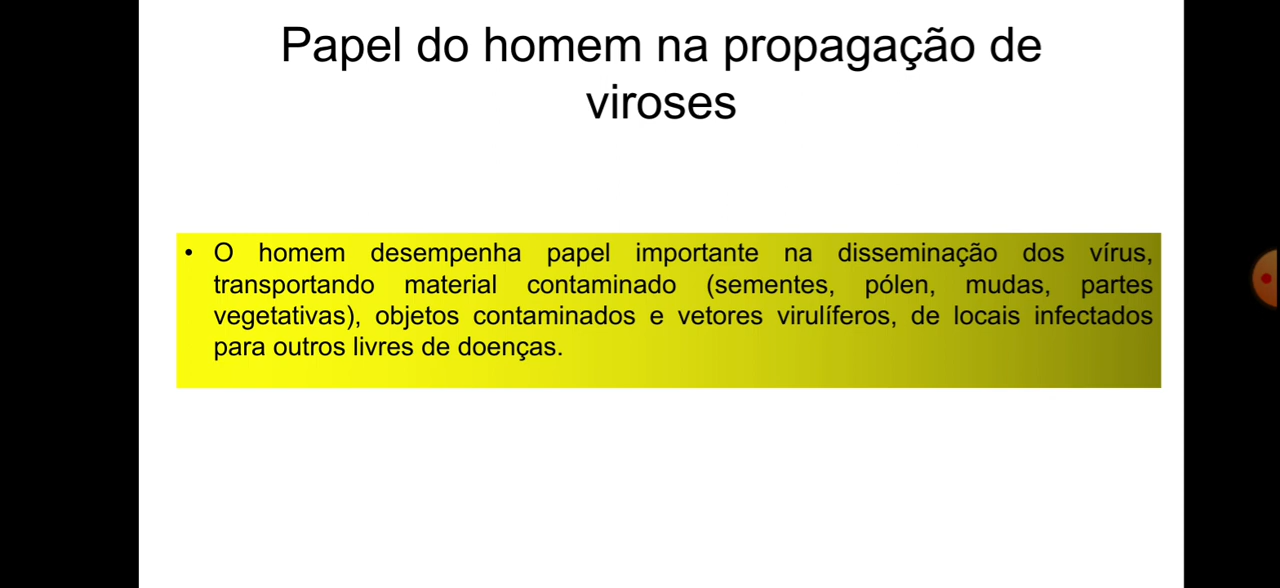 Papel do homem na propagação de
viroses
• O homem desempenha papel importante na disseminação dos vírus,
transportando material contaminado (sementes, pólen, mudas, partes
vegetativas), objetos contaminados e vetores virulíferos, de locais infectados
para outros livres de doenças.